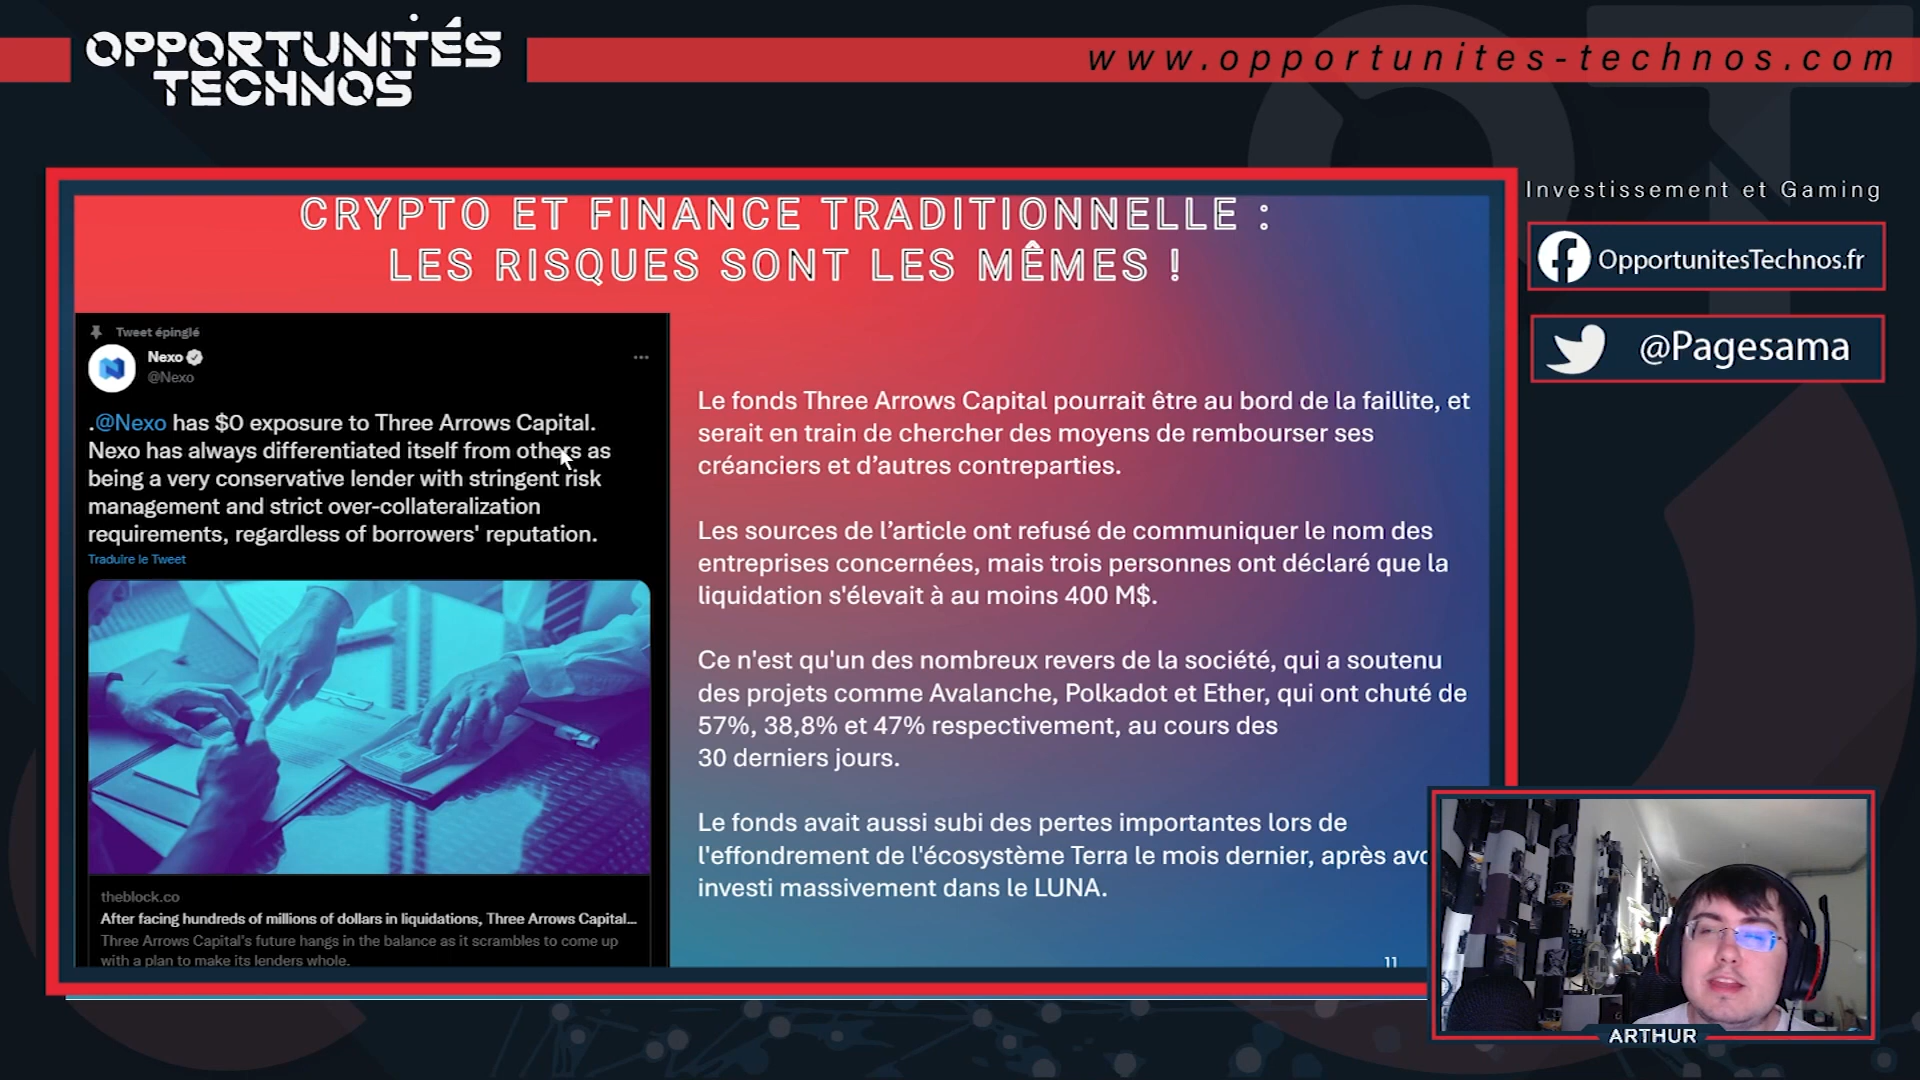 OPPORTUNITÉS
TECHNOS
www.opportunites-technos.com
Investissement et Gaming
OpportunitesTechnos.fr
@Pagesama
CRYPTO ET FINANCE TRADITIONNELLE :
LES RISQUES SONT LES MÊMES !
Tweet épinglé
Nexo
@Nexo
.@Nexo has $0 exposure to Three Arrows Capital.
Nexo has always differentiated itself from others as
being a very conservative lender with stringent risk
management and strict over-collateralization
requirements, regardless of borrowers' reputation.
Traduire le Tweet
theblock.co
After facing hundreds of millions of dollars in liquidations, Three Arrows Capital...
Three Arrows Capital's future hangs in the balance as it scrambles to come up
with a plan to make its lenders whole.
Le fonds Three Arrows Capital pourrait être au bord de la faillite, et
serait en train de chercher des moyens de rembourser ses
créanciers et d’autres contreparties.
Les sources de l’article ont refusé de communiquer le nom des
entreprises concernées, mais trois personnes ont déclaré que la
liquidation s'élevait à au moins 400 M$.
Ce n'est qu'un des nombreux revers de la société, qui a soutenu
des projets comme Avalanche, Polkadot et Ether, qui ont chuté de
57%, 38,8% et 47% respectivement, au cours des
30 derniers jours.
Le fonds avait aussi subi des pertes importantes lors de
l'effondrement de l'écosystème Terra le mois dernier, après
investi massivement dans le LUNA.
11
ARTHUR